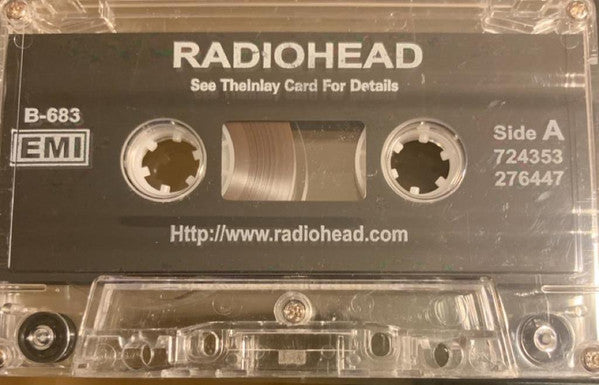 RADIOHEAD
See TheInlay Card For Details
B-683
EMI
Side A
724353
276447
Http://www.radiohead.com